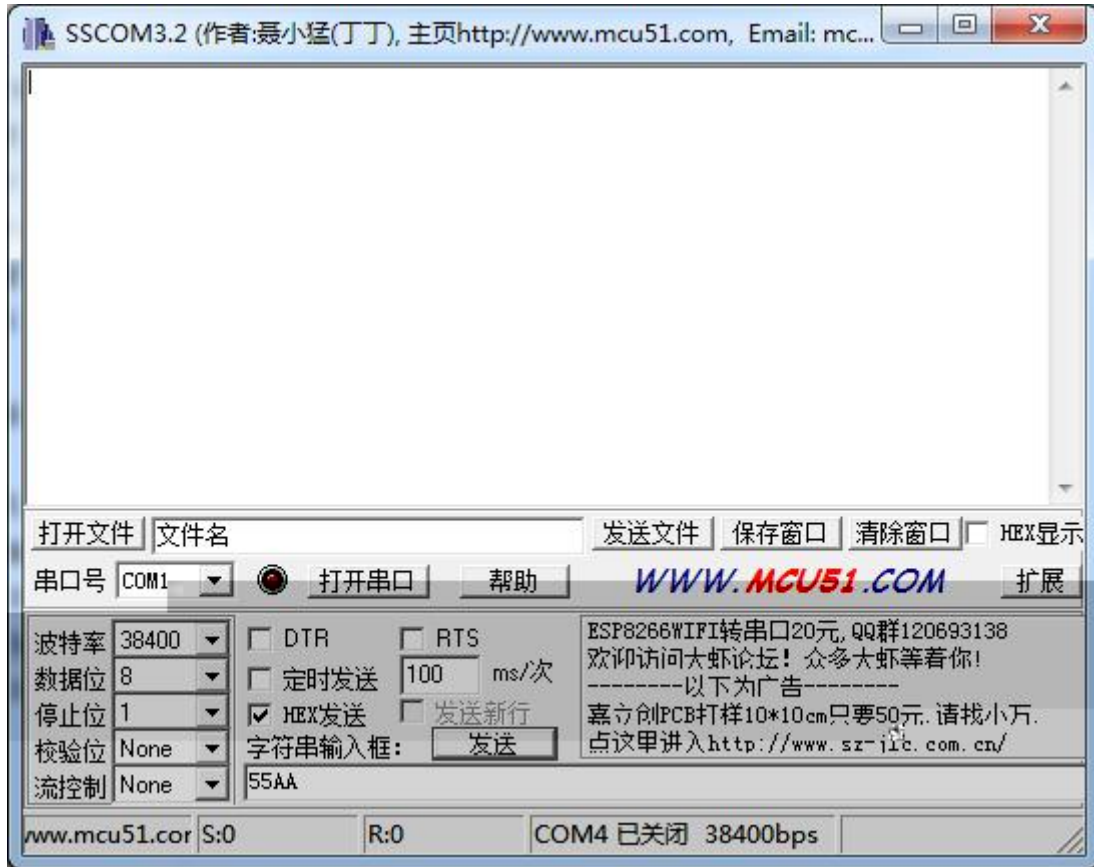 SSCOM3.2 (作者:聂小猛(丁丁), 主页http://www.mcu51.com, Email: mc...
打开文件 文件名 发送文件 保存窗口 清除窗口 HEX显示
串口号 COM1 打开串口 帮助 WWW.MCU51.COM 扩展
波特率 38400 DTR RTS
数据位 8 定时发送 100 ms/次
停止位 1 HEX发送 发送新行
校验位 None 字符串输入框: 发送
流控制 None 55AA
ESP8266WIFI转串口20元,QQ群120693138
欢迎访问大虾论坛! 众多大虾等着你!
--------以下为广告--------
嘉立创PCB打样10*10cm只要50元.请找小万.
点这里进入http://www.sz-jlc.com.cn/
www.mcu51.cor S:0 R:0 COM4 已关闭 38400bps